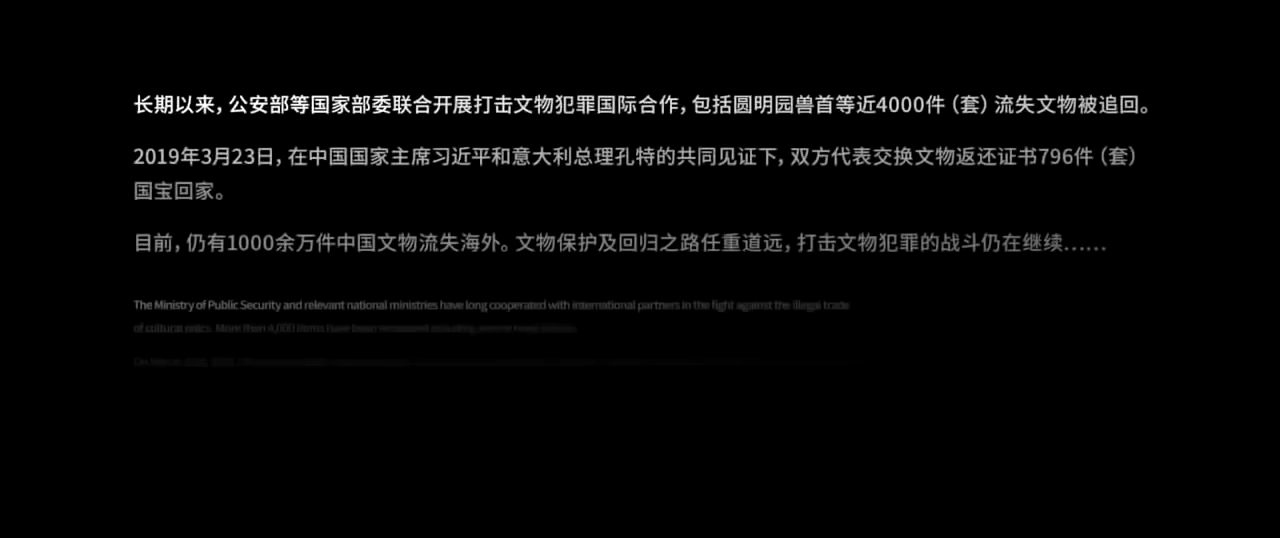 长期以来，公安部等国家部委联合开展打击文物犯罪国际合作，包括圆明园兽首等近4000件（套）流失文物被追回。
2019年3月23日，在中国国家主席习近平和意大利总理孔特的共同见证下，双方代表交换文物返还证书796件（套）
国宝回家。
目前，仍有1000余万件中国文物流失海外。文物保护及回归之路任重道远，打击文物犯罪的战斗仍在继续……
The Ministry of Public Security and relevant national ministries have long cooperated with international partners in the fight against the illegal trade
of cultural relics. More than 4,000 items have been